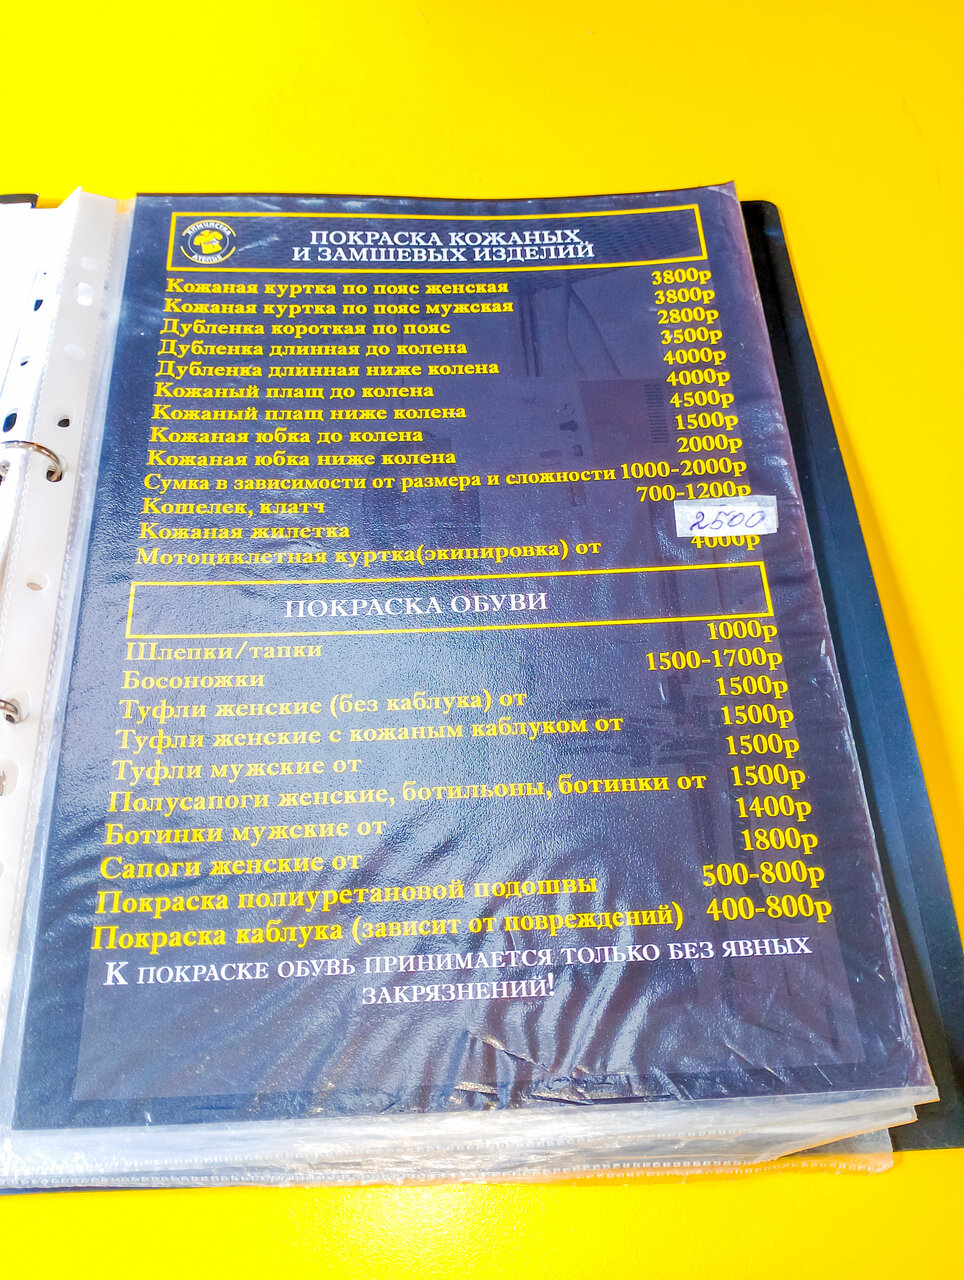 ХИМЧИСТКА
АТЕЛЬЕ
ПОКРАСКА КОЖАНЫХ
И ЗАМШЕВЫХ ИЗДЕЛИЙ
Кожаная куртка по пояс женская 3800р
Кожаная куртка по пояс мужская 3800р
Дубленка короткая по пояс 2800р
Дубленка длинная до колена 3500р
Дубленка длинная ниже колена 4000р
Кожаный плащ до колена 4000р
Кожаный плащ ниже колена 4500р
Кожаная юбка до колена 1500р
Кожаная юбка ниже колена 2000р
Сумка в зависимости от размера и сложности 1000-2000р
Кошелек, клатч 700-1200р
Кожаная жилетка 2500
Мотоциклетная куртка(экипировка) от 4000р
ПОКРАСКА ОБУВИ
Шлепки/тапки 1000р
Босоножки 1500-1700р
Туфли женские (без каблука) от 1500р
Туфли женские с кожаным каблуком от 1500р
Туфли мужские от 1500р
Полусапоги женские, ботильоны, ботинки от 1500р
Ботинки мужские от 1400р
Сапоги женские от 1800р
Покраска полиуретановой подошвы 500-800р
Покраска каблука (зависит от повреждений) 400-800р
К ПОКРАСКЕ ОБУВЬ ПРИНИМАЕТСЯ ТОЛЬКО БЕЗ ЯВНЫХ
ЗАКРЯЗНЕНИЙ!